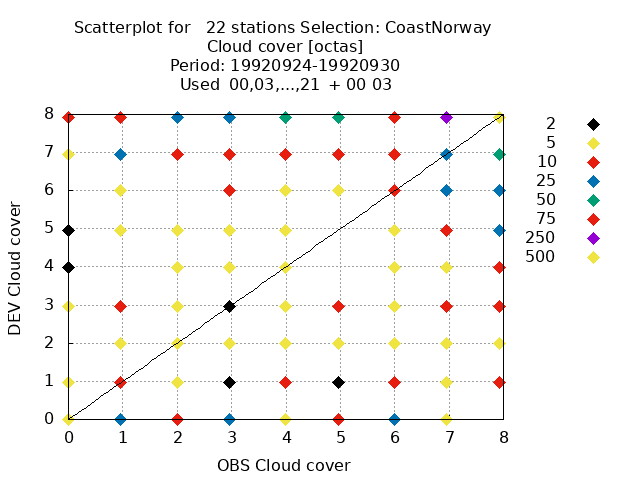 Scatterplot for 22 stations Selection: CoastNorway
Cloud cover [octas]
Period: 19920924-19920930
Used 00,03,...,21 + 00 03
8
7
6
5
4
3
2
1
0
DEV Cloud cover
0 1 2 3 4 5 6 7 8
OBS Cloud cover
2
5
10
25
50
75
250
500